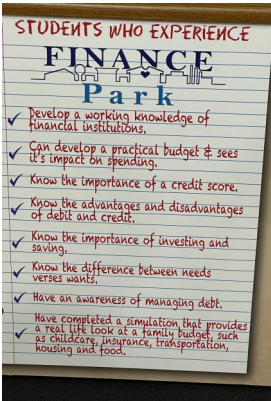 STUDENTS WHO EXPERIENCE
FINANCE
Park
Develop a working knowledge of
financial institutions.
Can develop a practical budget & sees
it's impact on spending.
Know the importance of a credit score.
Know the advantages and disadvantages
of debit and credit.
Know the importance of investing and
saving.
Know the difference between needs
verses wants.
Have an awareness of managing debt.
Have completed a simulation that provides
a real life look at a family budget, such
as childcare, insurance, transportation,
housing and food.